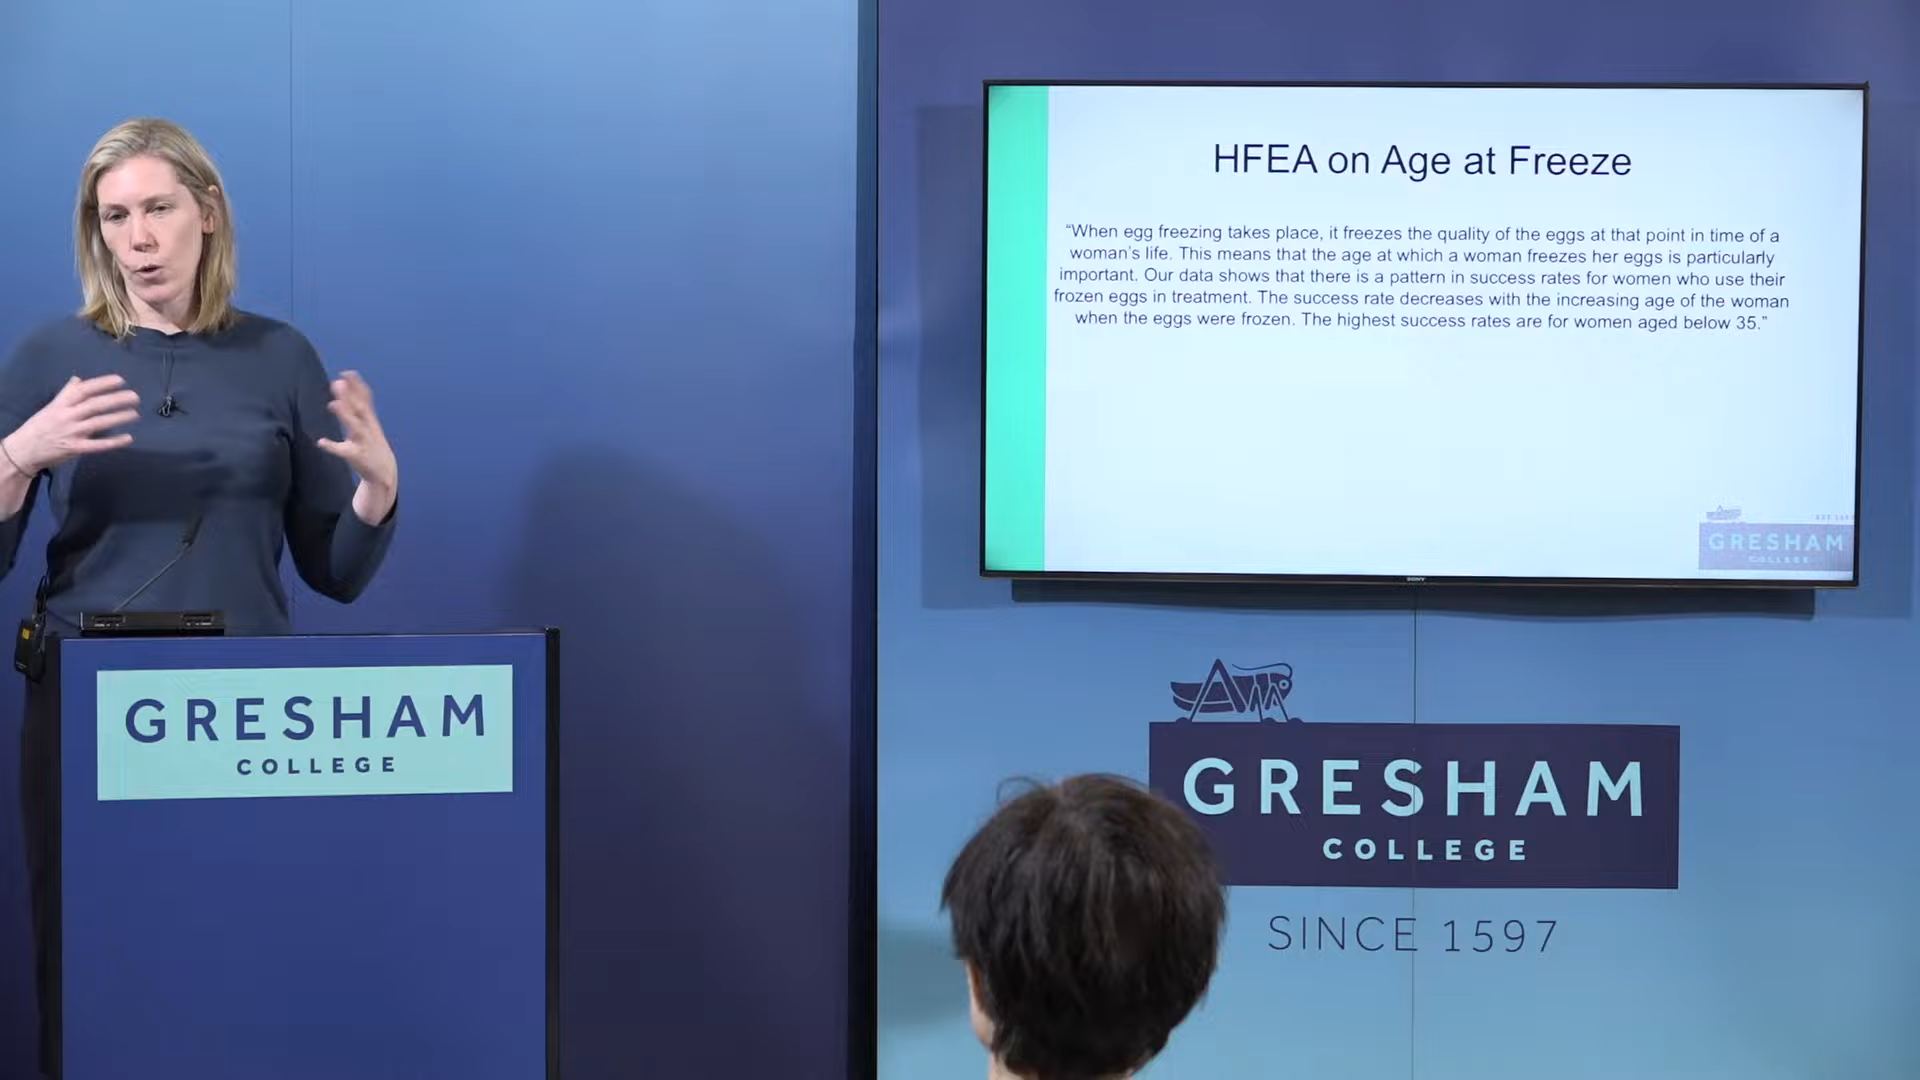 HFEA on Age at Freeze
“When egg freezing takes place, it freezes the quality of the eggs at that point in time of a
woman’s life. This means that the age at which a woman freezes her eggs is particularly
important. Our data shows that there is a pattern in success rates for women who use their
frozen eggs in treatment. The success rate decreases with the increasing age of the woman
when the eggs were frozen. The highest success rates are for women aged below 35.”
GRESHAM
COLLEGE
SONY
GRESHAM
COLLEGE
GRESHAM
COLLEGE
SINCE 1597